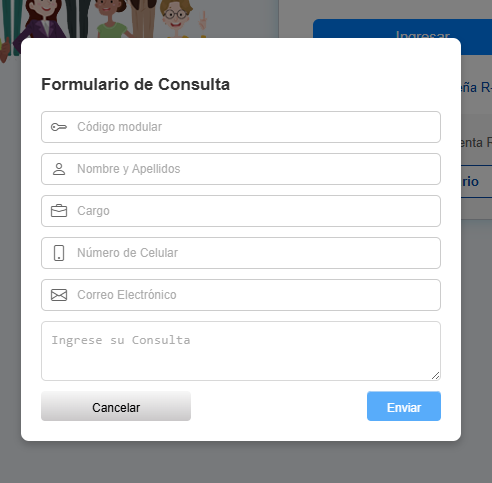 Ingresar
Formulario de Consulta
Código modular
Nombre y Apellidos
Cargo
Número de Celular
Correo Electrónico
Ingrese su Consulta
Cancelar
Enviar